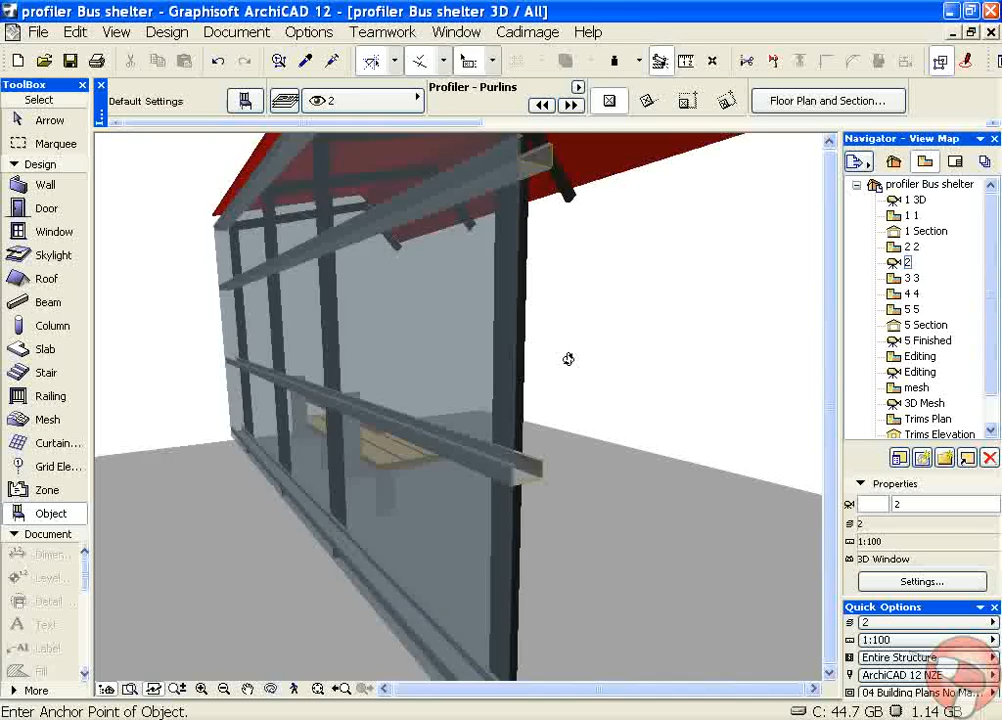 profiler Bus shelter - Graphisoft ArchiCAD 12 - [profiler Bus shelter 3D / All]
File Edit View Design Document Options Teamwork Window Cadimage Help
ToolBox
Select
Arrow
Marquee
Design
Wall
Door
Window
Skylight
Roof
Beam
Column
Slab
Stair
Railing
Mesh
Curtain...
Grid Ele...
Zone
Object
Document
Dimen...
Level...
Detail
Text
Label
Fill
More
Default Settings
2
Profiler - Purlins
Floor Plan and Section...
Navigator - View Map
profiler Bus shelter
1 3D
1 1
1 Section
2 2
2
3 3
4 4
5 5
5 Section
5 Finished
Editing
Editing
mesh
3D Mesh
Trims Plan
Trims Elevation
Properties
2
2
1:100
3D Window
Settings...
Quick Options
2
1:100
Entire Structure
ArchiCAD 12 NZE
04 Building Plans No Ma...
Enter Anchor Point of Object.
C: 44.7 GB
1.14 GB